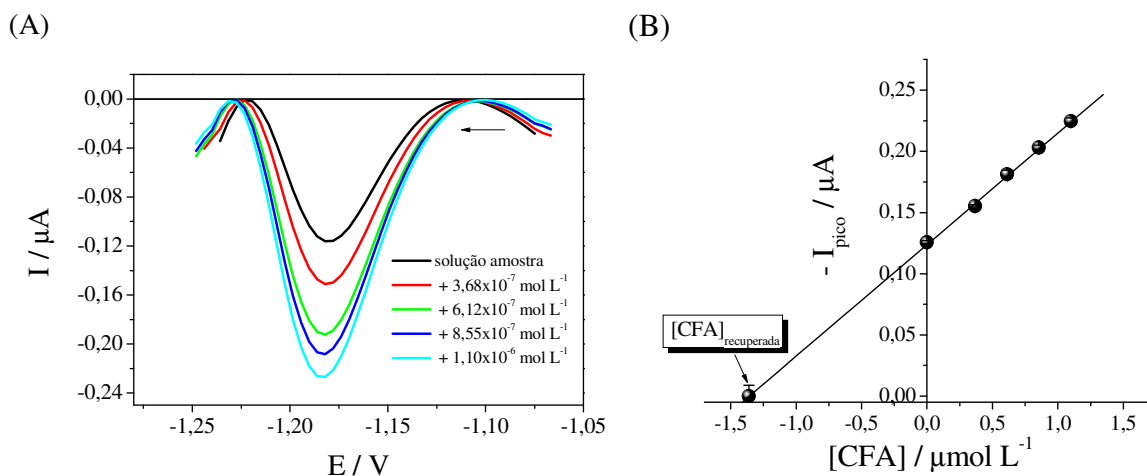 (A)
0,00
-0,04
-0,08
-0,12
-0,16
-0,20
-0,24
I / μA
solução amostra
+ 3,68x10⁻⁷ mol L⁻¹
+ 6,12x10⁻⁷ mol L⁻¹
+ 8,55x10⁻⁷ mol L⁻¹
+ 1,10x10⁻⁶ mol L⁻¹
-1,25 -1,20 -1,15 -1,10 -1,05
E / V
(B)
0,25
0,20
0,15
0,10
0,05
0,00
- I_pico / μA
[CFA]_recuperada
-1,5 -1,0 -0,5 0,0 0,5 1,0 1,5
[CFA] / μmol L⁻¹